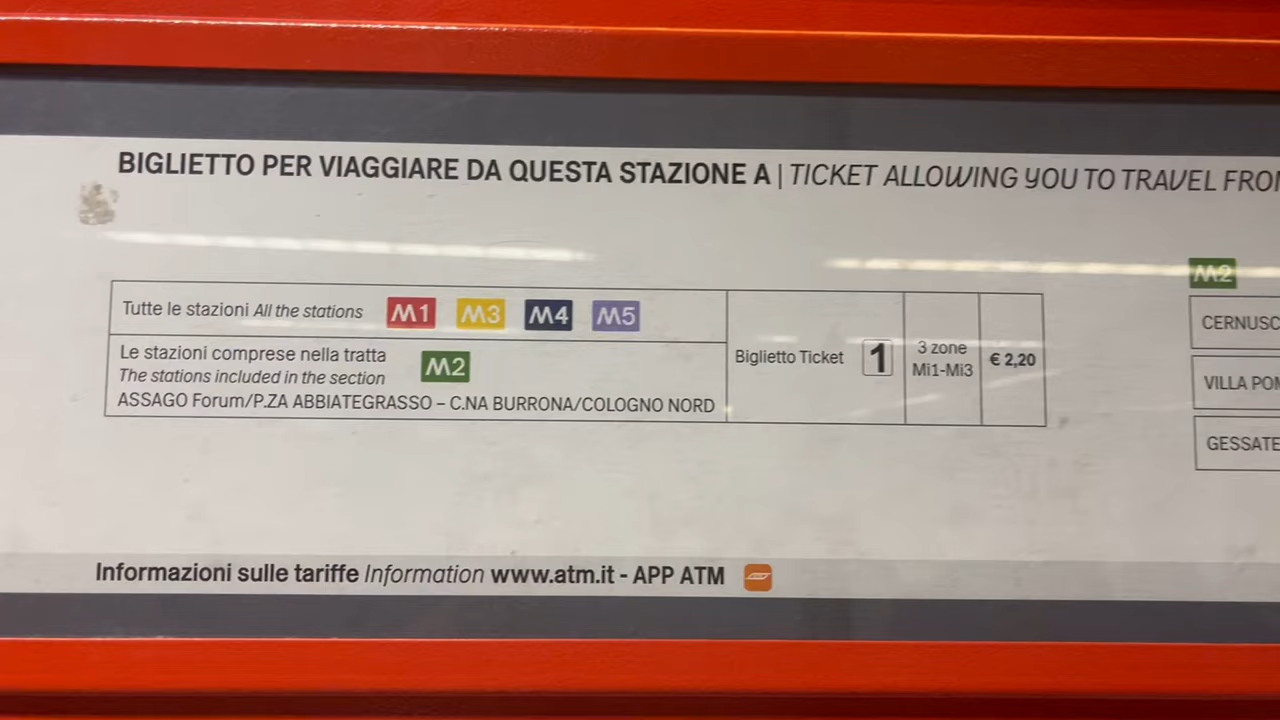 BIGLIETTO PER VIAGGIARE DA QUESTA STAZIONE A | TICKET ALLOWING YOU TO TRAVEL
Tutte le stazioni All the stations M1 M3 M4 M5
Le stazioni comprese nella tratta
The stations included in the section
M2
ASSAGO Forum/P.ZA ABBIATEGRASSO – C.NA BURRONA/COLOGNO NORD
Biglietto Ticket 1
3 zone
Mi1-Mi3
€ 2,20
M2
CERNUSC
VILLA POM
GESSATE
Informazioni sulle tariffe Information www.atm.it - APP ATM